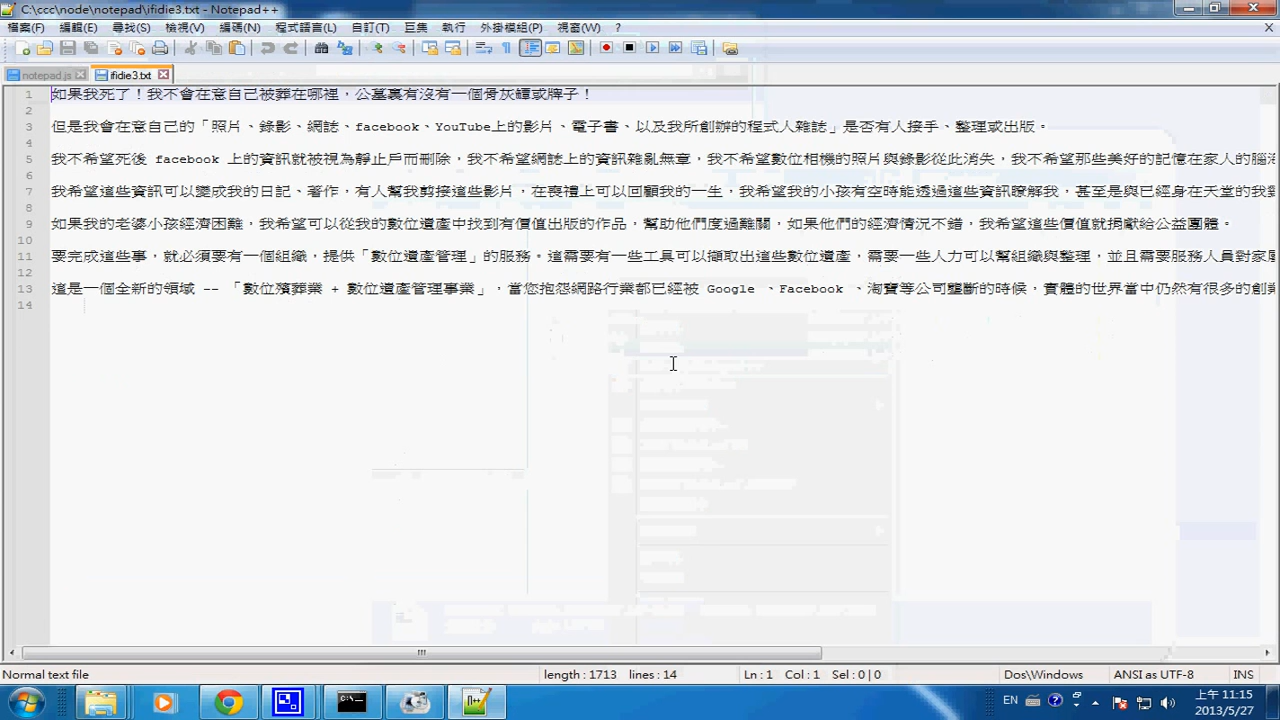 C:\ccc\node\notepad\ifidie3.txt - Notepad++
檔案(F) 編輯(E) 尋找(S) 檢視(V) 編碼(N) 程式語言(L) 自訂(T) 巨集 執行 外掛模組(P) 視窗(W) ?
notepad.js ifidie3.txt
1 如果我死了！我不會在意自己被葬在哪裡，公墓裏有沒有一個骨灰罈或牌子！
2
3 但是我會在意自己的「照片、錄影、網誌、facebook、YouTube上的影片、電子書、以及我所創辦的程式人雜誌」是否有人接手、整理或出版。
4
5 我不希望死後 facebook 上的資訊就被視為靜止戶而刪除，我不希望網誌上的資訊雜亂無章，我不希望數位相機的照片與錄影從此消失，我不希望那些美好的記憶在家人的腦海
6
7 我希望這些資訊可以變成我的日記、著作，有人幫我剪接這些影片，在喪禮上可以回顧我的一生，我希望我的小孩有空時能透過這些資訊瞭解我，甚至是與已經身在天堂的我
8
9 如果我的老婆小孩經濟困難，我希望可以從我的數位遺產中找到有價值出版的作品，幫助他們度過難關，如果他們的經濟情況不錯，我希望這些價值就捐獻給公益團體。
10
11 要完成這些事，就必須要有一個組織，提供「數位遺產管理」的服務。這需要有一些工具可以擷取出這些數位遺產，需要一些人力可以幫組織與整理，並且需要服務人員對家
12
13 這是一個全新的領域 -- 「數位殯葬業 + 數位遺產管理事業」，當您抱怨網路行業都已經被 Google 、Facebook 、淘寶等公司壟斷的時候，實體的世界當中仍然有很多的創業
14
Normal text file length : 1713 lines : 14 Ln : 1 Col : 1 Sel : 0 | 0 Dos\Windows ANSI as UTF-8 INS
EN 上午 11:15
2013/5/27